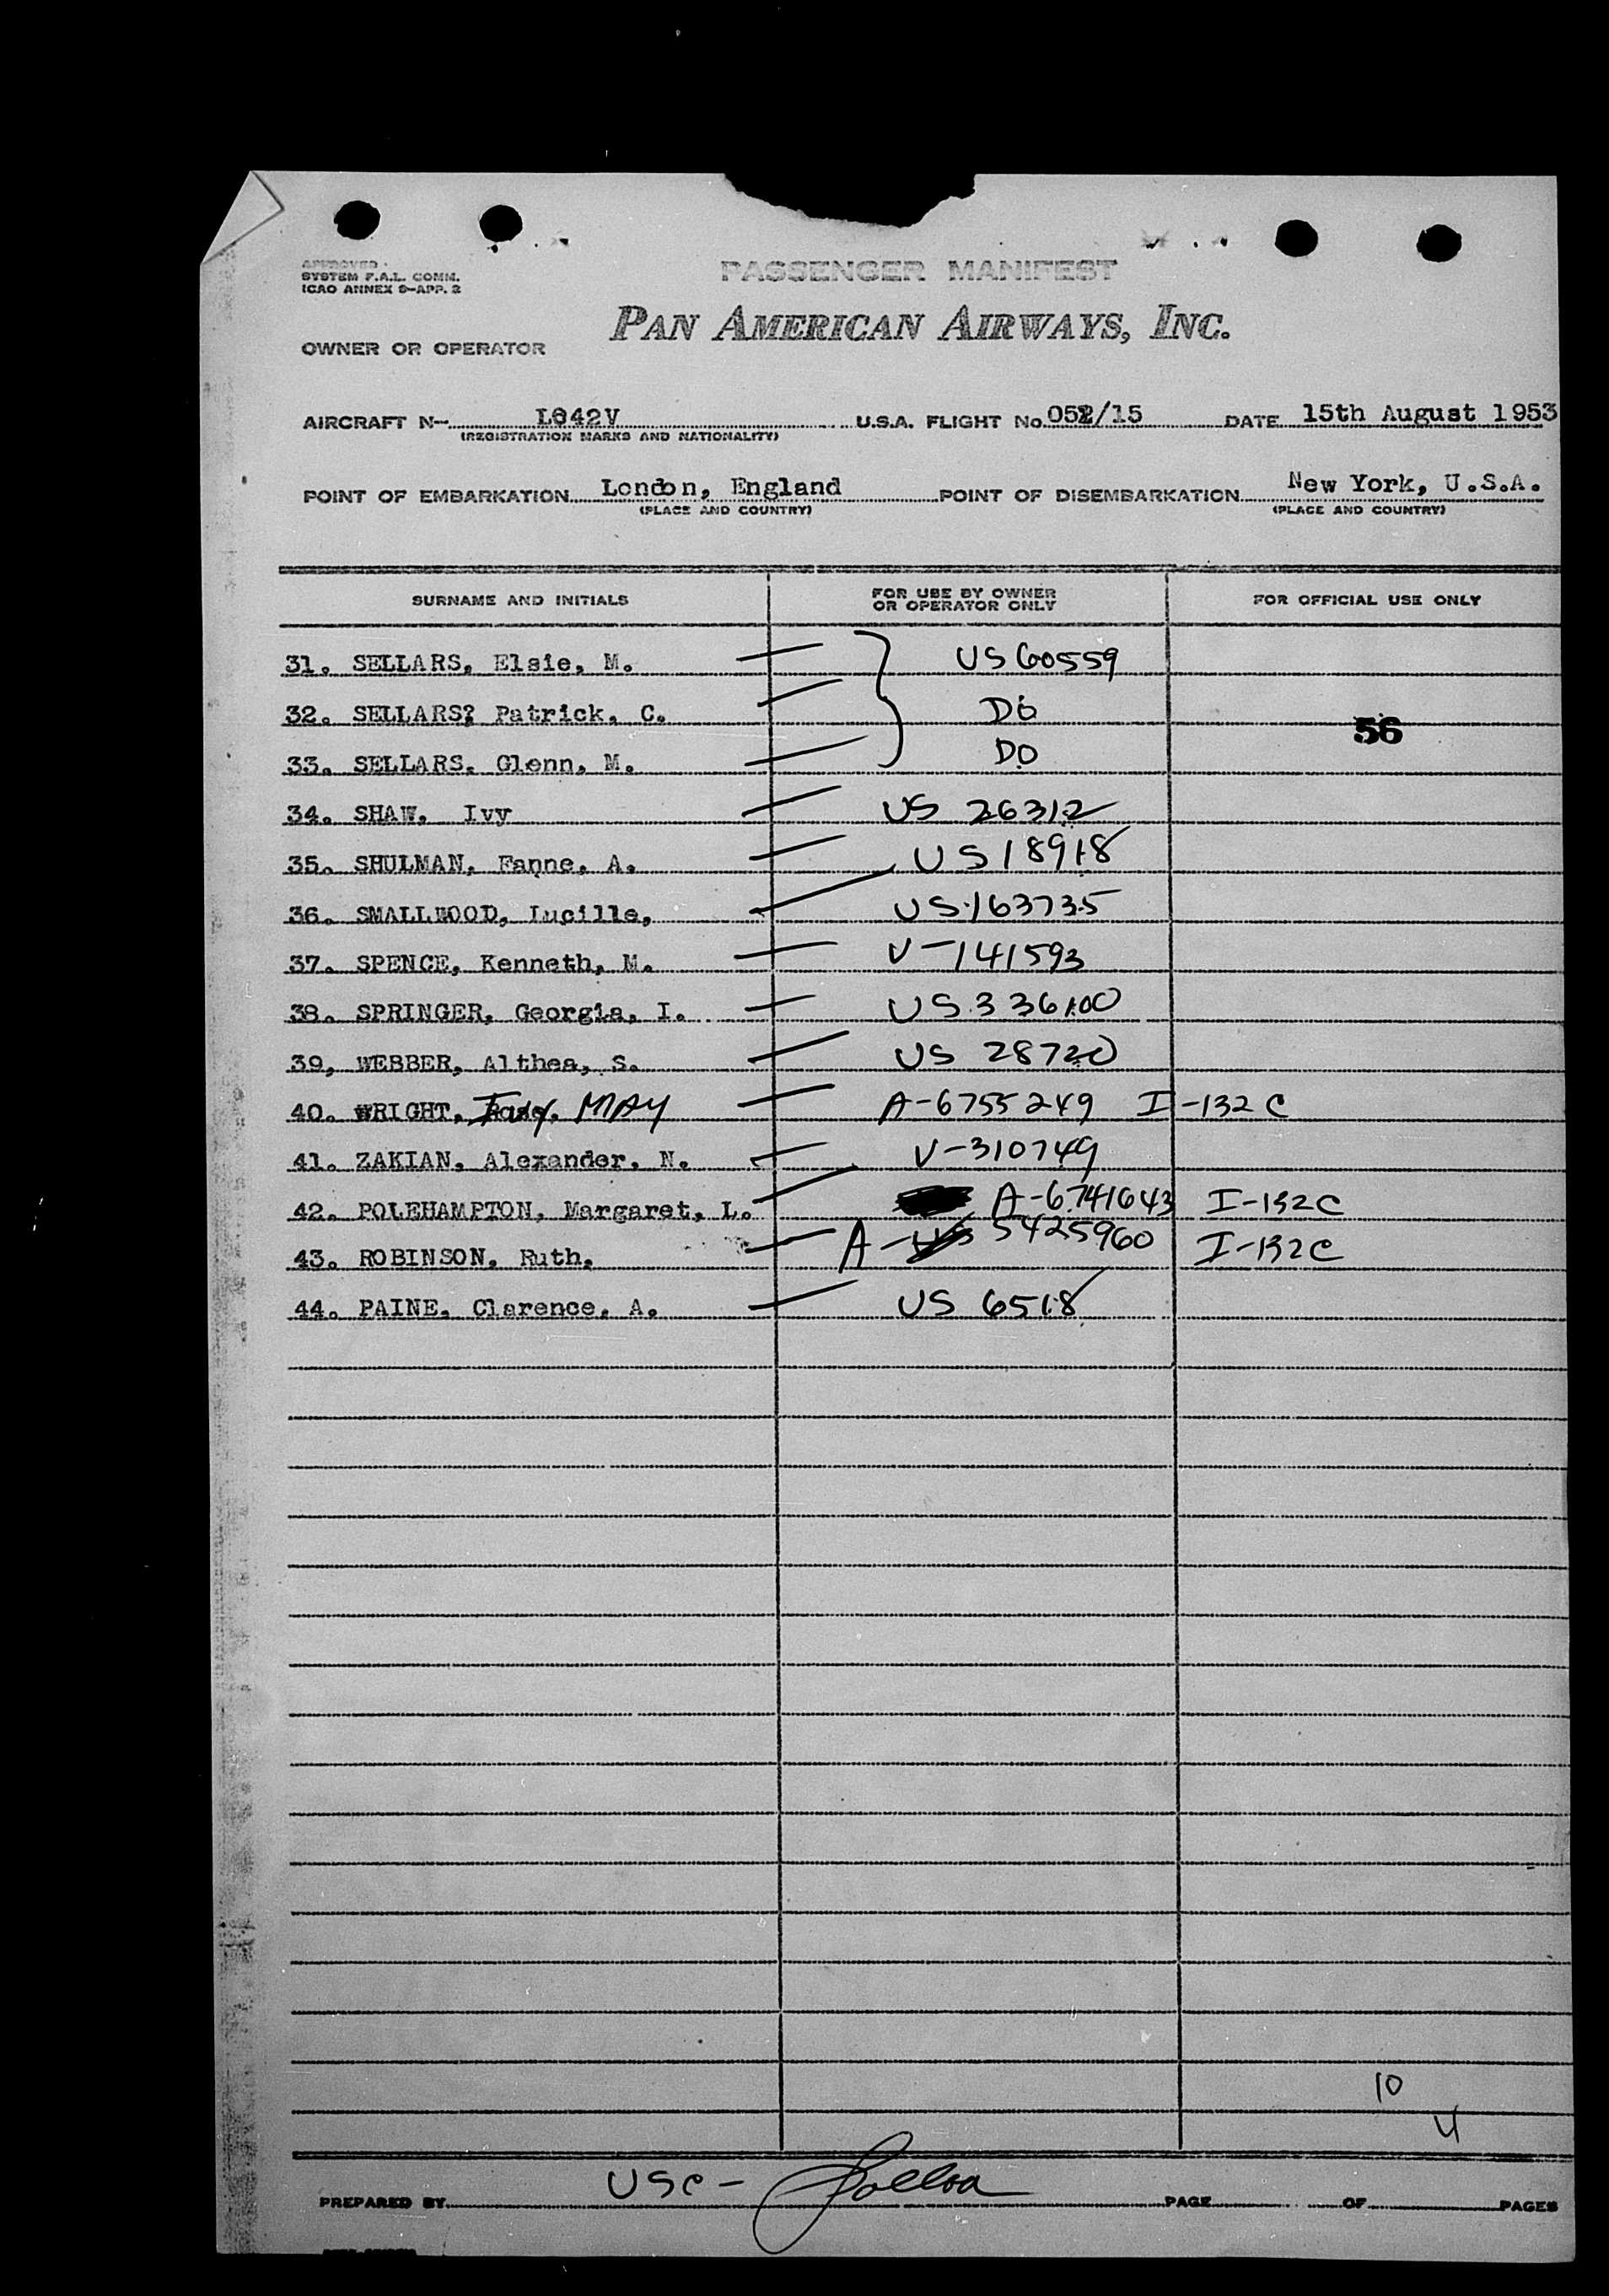 APPROVED
SYSTEM F.A.L. COMM.
ICAO ANNEX 9-APP. 2
PASSENGER MANIFEST
PAN AMERICAN AIRWAYS, INC.
OWNER OR OPERATOR
AIRCRAFT N- 1042V U.S.A. FLIGHT No. 052/15 DATE 15th August 1953
(REGISTRATION MARKS AND NATIONALITY)
POINT OF EMBARKATION London, England POINT OF DISEMBARKATION New York, U.S.A.
(PLACE AND COUNTRY) (PLACE AND COUNTRY)
SURNAME AND INITIALS FOR USE BY OWNER OR OPERATOR ONLY FOR OFFICIAL USE ONLY
31. SELLARS, Elsie, M. US 60559
32. SELLARS? Patrick, C. Do
56
33. SELLARS, Glenn, M. DO
34. SHAW, Ivy US 26312
35. SHULMAN, Fanne, A. US 18918
36. SMALLWOOD, Lucille, US 163735
37. SPENCE, Kenneth, M. V-141593
38. SPRINGER, Georgia, I. US 336100
39, WEBBER, Althea, S. US 28720
40. WRIGHT, MAY A-6755249 I-132C
41. ZAKIAN, Alexander, N. V-310749
42. POLEHAMPTON, Margaret, L. A-6741643 I-132C
43. ROBINSON, Ruth, A-5425960 I-132C
44. PAINE, Clarence, A. US 6518
10
4
PREPARED BY USC - PAGE OF PAGES